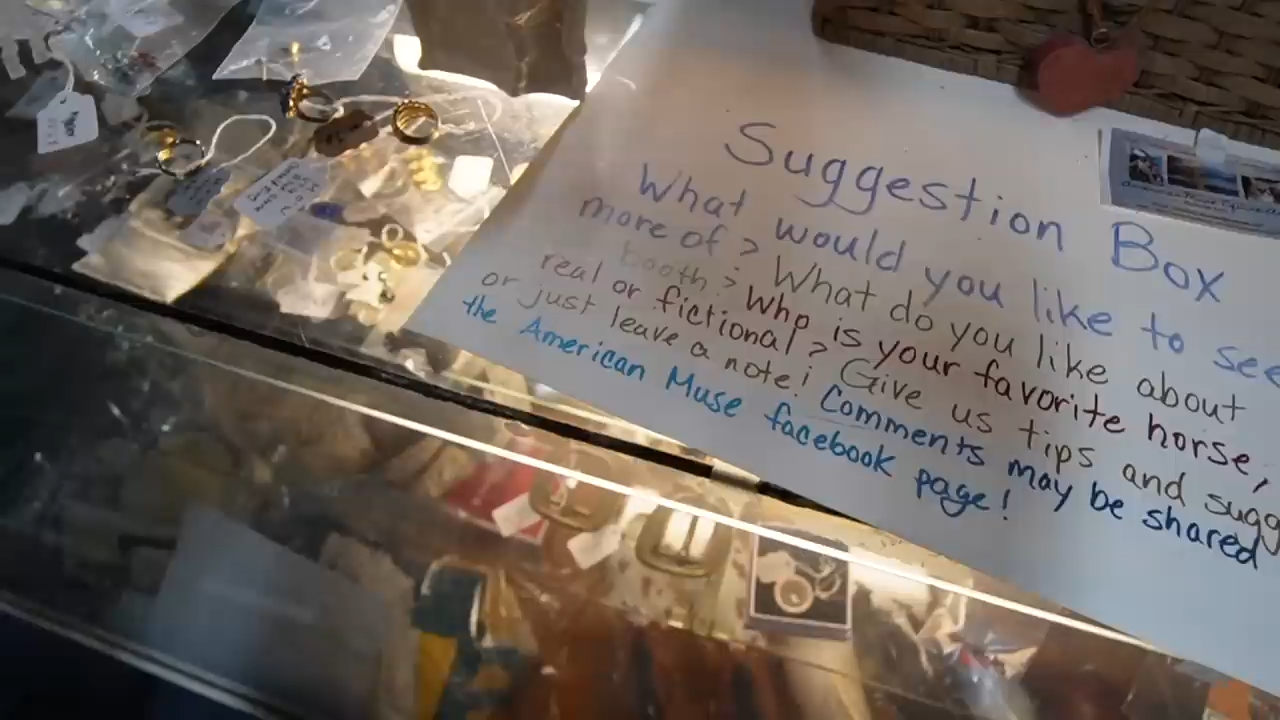 Suggestion Box
What would you like to see
more of? What do you like about
booth? Who is your favorite horse,
real or fictional? Give us tips and sugg
or just leave a note! Comments may be shared
the American Muse facebook page!